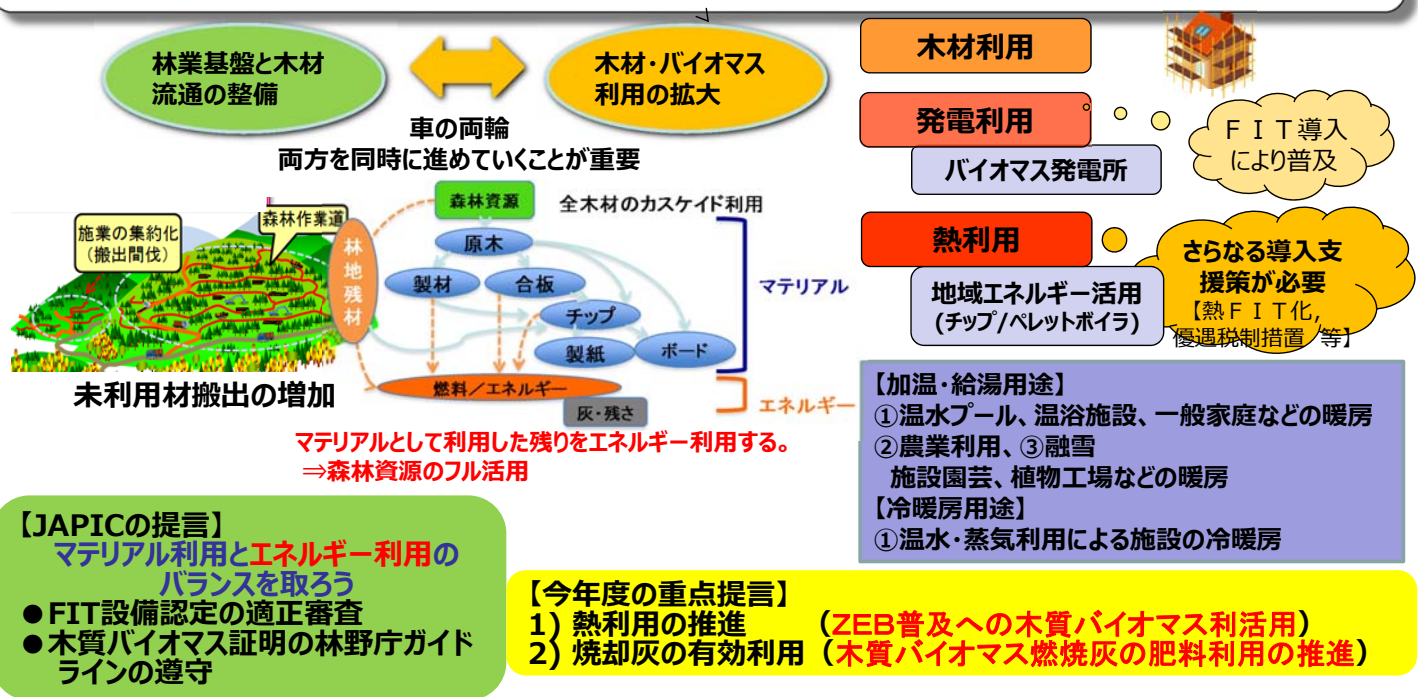 林業基盤と木材
流通の整備
木材・バイオマス
利用の拡大
車の両輪
両方を同時に進めていくことが重要
施業の集約化
(搬出間伐)
森林作業道
未利用材搬出の増加
林地残材
森林資源
全木材のカスケイド利用
原木
製材
合板
チップ
製紙
ボード
マテリアル
燃料/エネルギー
エネルギー
灰・残さ
マテリアルとして利用した残りをエネルギー利用する。
⇒森林資源のフル活用
木材利用
発電利用
バイオマス発電所
FIT導入
により普及
熱利用
地域エネルギー活用
(チップ/ペレットボイラ)
さらなる導入支
援策が必要
【熱FIT化,
優遇税制措置 等】
【加温・給湯用途】
①温水プール、温浴施設、一般家庭などの暖房
②農業利用、③融雪
施設園芸、植物工場などの暖房
【冷暖房用途】
①温水・蒸気利用による施設の冷暖房
【JAPICの提言】
マテリアル利用とエネルギー利用の
バランスを取ろう
●FIT設備認定の適正審査
●木質バイオマス証明の林野庁ガイド
ラインの遵守
【今年度の重点提言】
1) 熱利用の推進 (ZEB普及への木質バイオマス利活用)
2) 焼却灰の有効利用(木質バイオマス燃焼灰の肥料利用の推進)